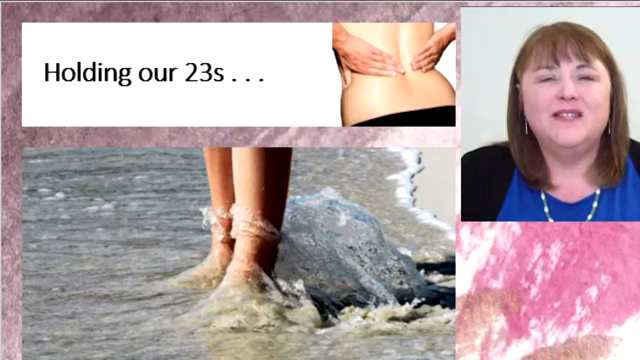 Holding our 23s . . .